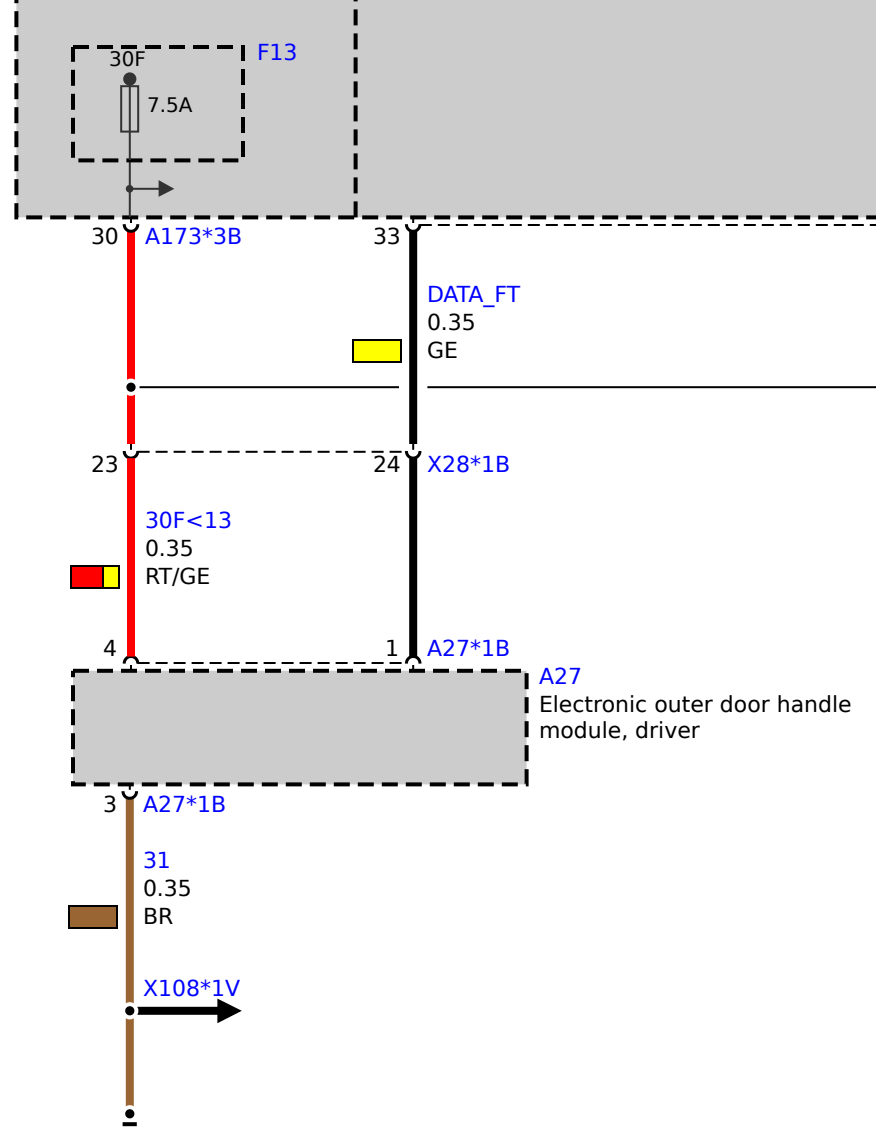 30F
F13
7.5A
30 A173*3B
33
DATA_FT
0.35
GE
23
24 X28*1B
30F<13
0.35
RT/GE
4
1 A27*1B
A27
Electronic outer door handle
module, driver
3 A27*1B
31
0.35
BR
X108*1V